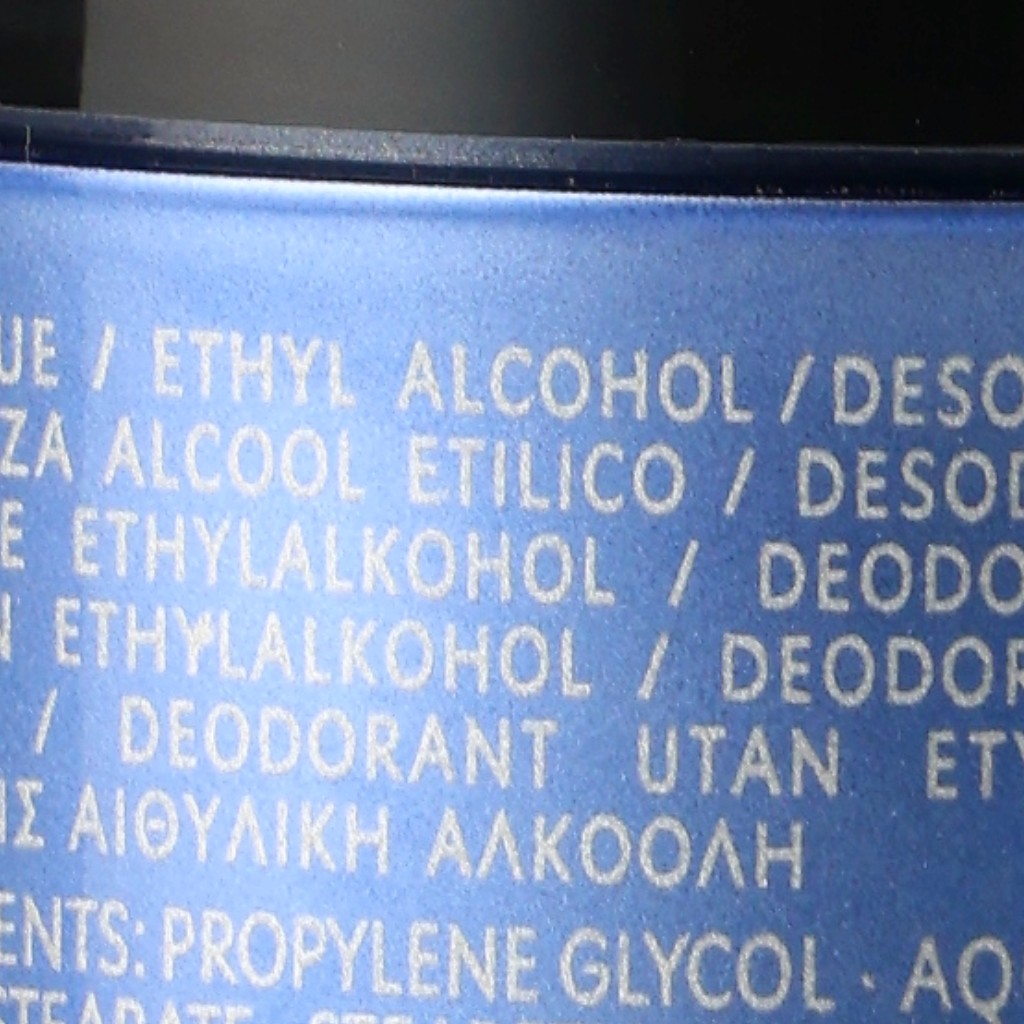 UE / ETHYL ALCOHOL / DESO
ZA ALCOOL ETILICO / DESOD
E ETHYLALKOHOL / DEODO
N ETHYLALKOHOL / DEODOR
/ DEODORANT UTAN ETY
ΗΣ ΑΙΘΥΛΙΚΗ ΑΛΚΟΟΛΗ
ENTS: PROPYLENE GLYCOL · AQ